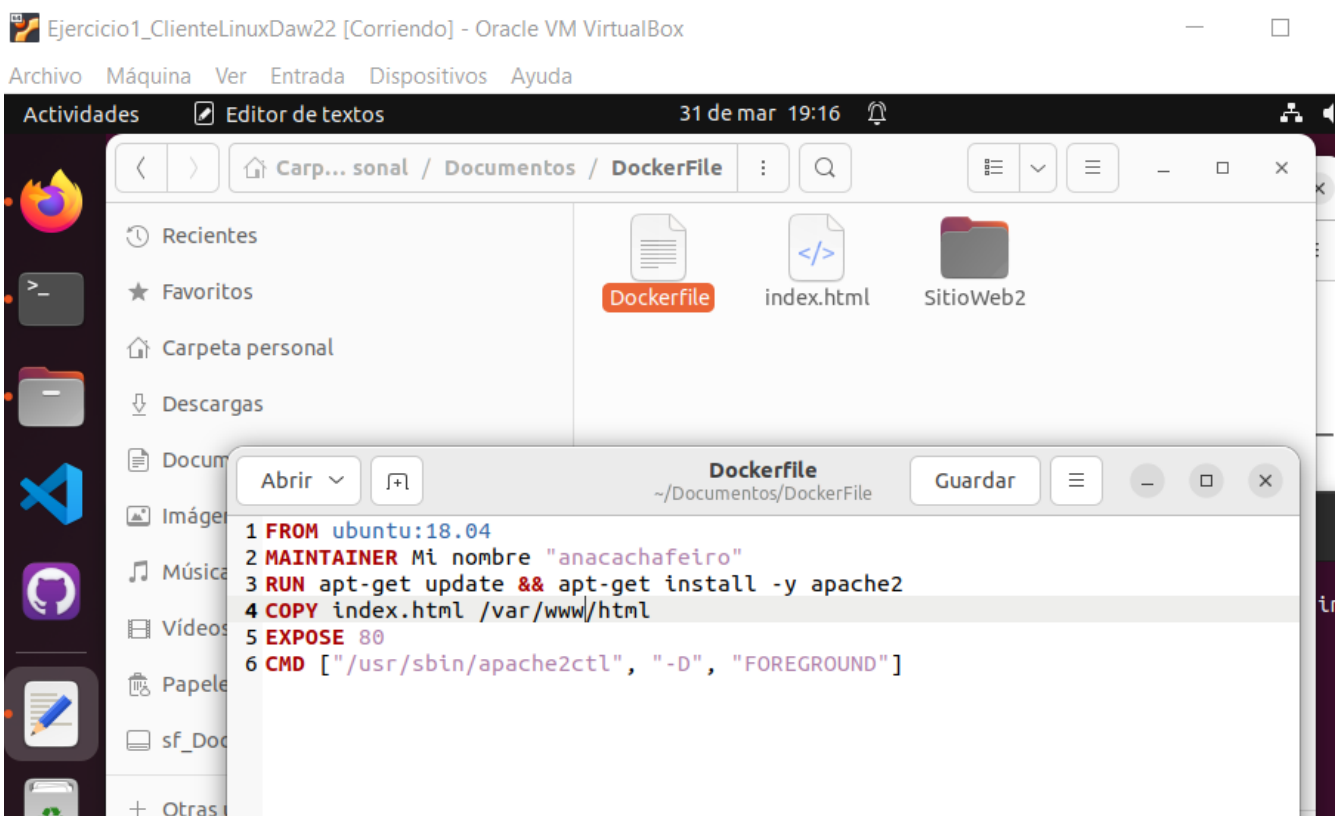 Ejercicio1_ClienteLinuxDaw22 [Corriendo] - Oracle VM VirtualBox
Archivo Máquina Ver Entrada Dispositivos Ayuda
Actividades Editor de textos 31 de mar 19:16
Carp... sonal / Documentos / DockerFile
Recientes
Favoritos
Carpeta personal
Descargas
Docum
Imáger
Música
Vídeos
Papele
sf_Doc
Otras
Dockerfile index.html SitioWeb2
Abrir Dockerfile Guardar
~/Documentos/DockerFile
1 FROM ubuntu:18.04
2 MAINTAINER Mi nombre "anacachafeiro"
3 RUN apt-get update && apt-get install -y apache2
4 COPY index.html /var/www/html
5 EXPOSE 80
6 CMD ["/usr/sbin/apache2ctl", "-D", "FOREGROUND"]